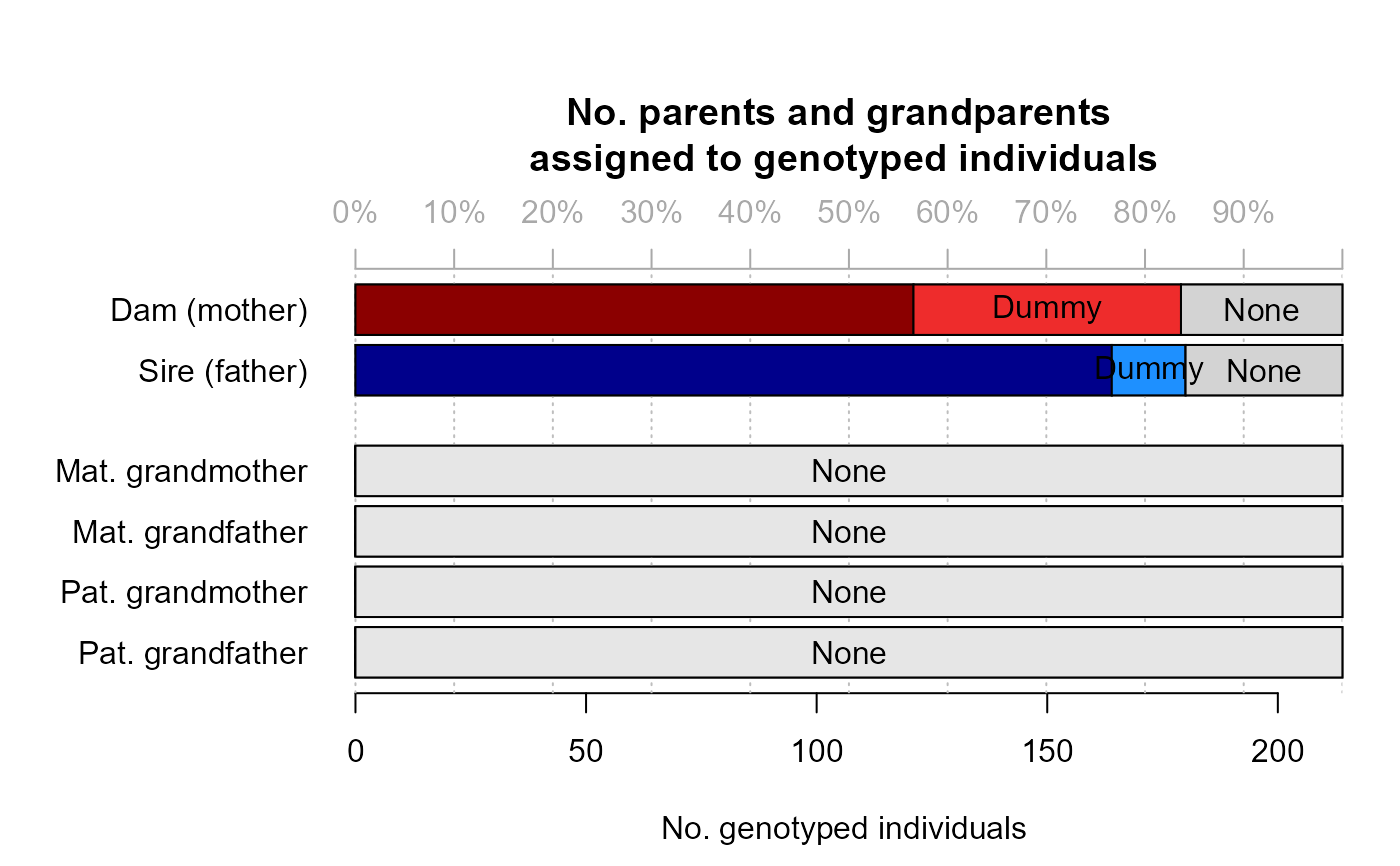 No. parents and grandparents
assigned to genotyped individuals
0% 10% 20% 30% 40% 50% 60% 70% 80% 90%
Dam (mother) Dummy None
Sire (father) Dummy None
Mat. grandmother None
Mat. grandfather None
Pat. grandmother None
Pat. grandfather None
0 50 100 150 200
No. genotyped individuals